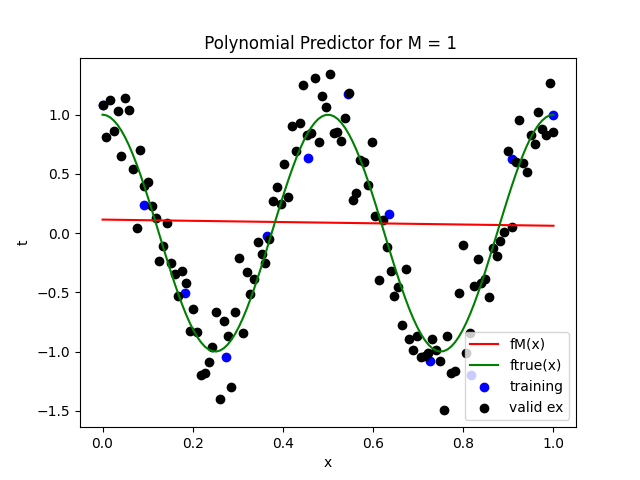 Polynomial Predictor for M = 1
t
1.0
0.5
0.0
−0.5
−1.0
−1.5
fM(x)
ftrue(x)
training
valid ex
0.0 0.2 0.4 0.6 0.8 1.0
x